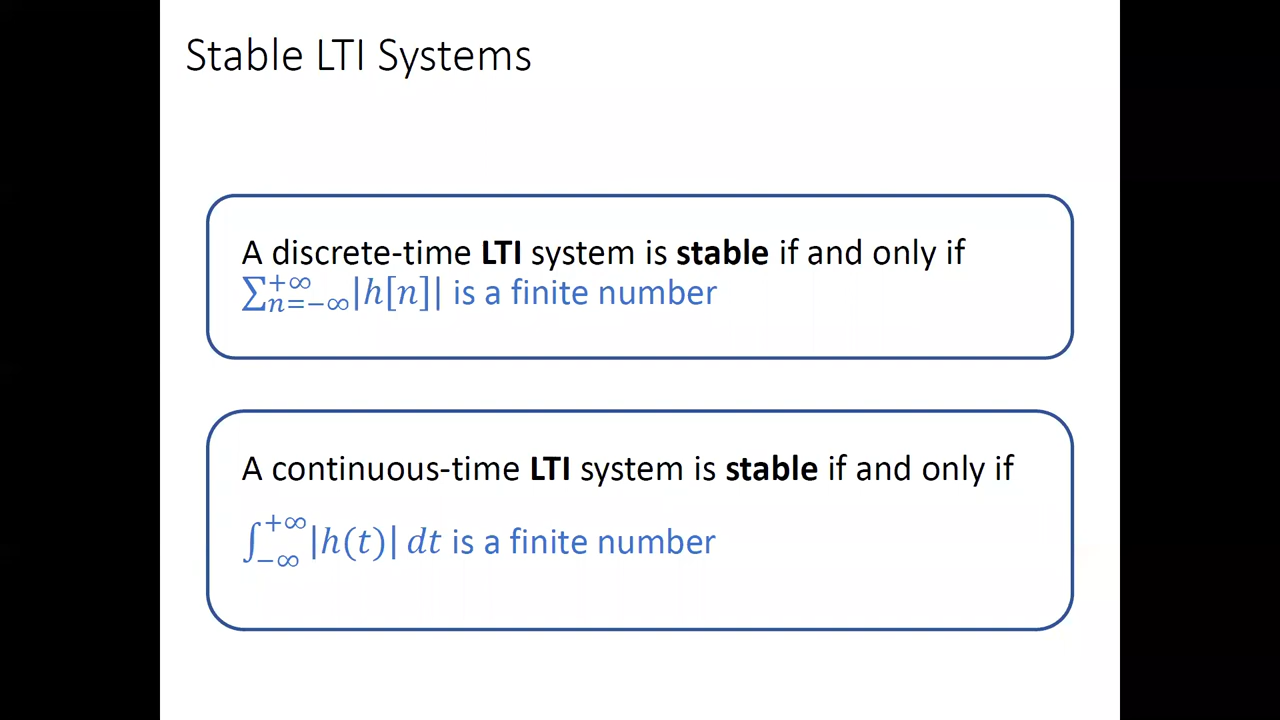 Stable LTI Systems
A discrete-time LTI system is stable if and only if
∑_{n=−∞}^{+∞}|h[n]| is a finite number
A continuous-time LTI system is stable if and only if
∫_{−∞}^{+∞}|h(t)| dt is a finite number